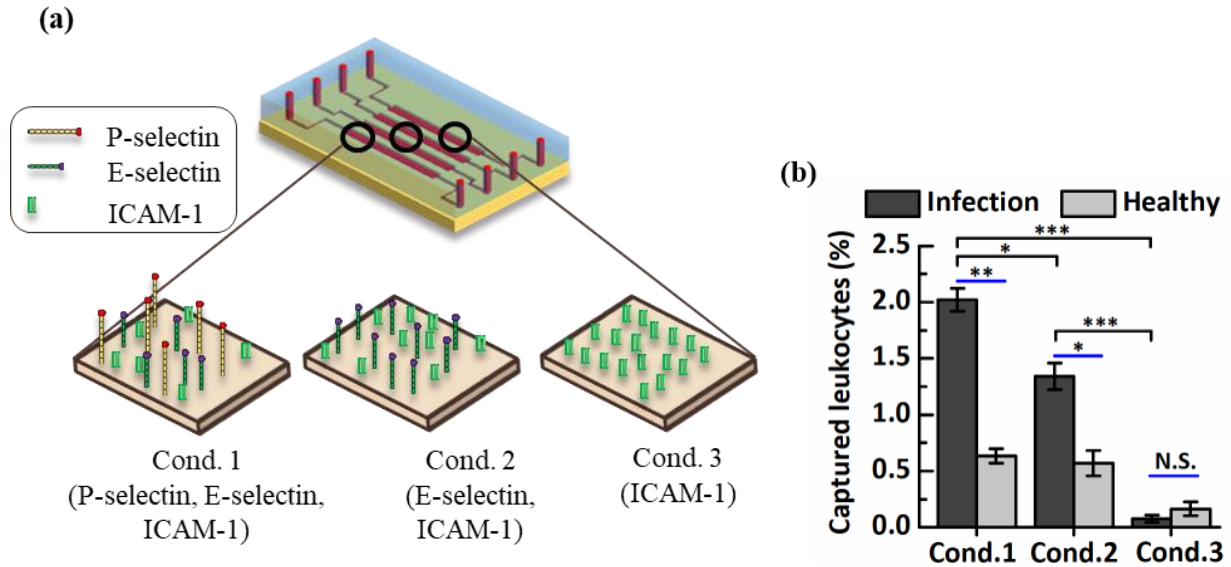 (a)
P-selectin
E-selectin
ICAM-1
Cond. 1
(P-selectin, E-selectin,
ICAM-1)
Cond. 2
(E-selectin,
ICAM-1)
Cond. 3
(ICAM-1)
(b)
Infection Healthy
Captured leukocytes (%)
2.5
2.0
1.5
1.0
0.5
0.0
***
*
**
***
*
N.S.
Cond.1 Cond.2 Cond.3